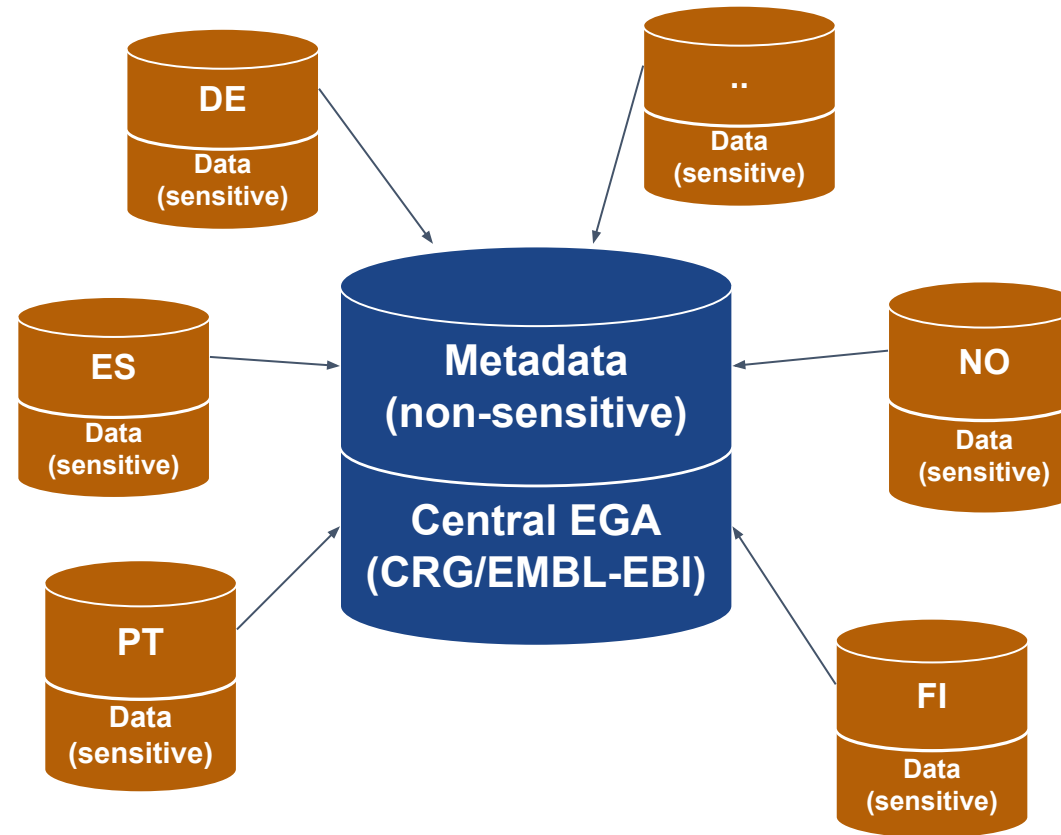 DE
Data
(sensitive)
..
Data
(sensitive)
ES
Data
(sensitive)
Metadata
(non-sensitive)
Central EGA
(CRG/EMBL-EBI)
NO
Data
(sensitive)
PT
Data
(sensitive)
FI
Data
(sensitive)